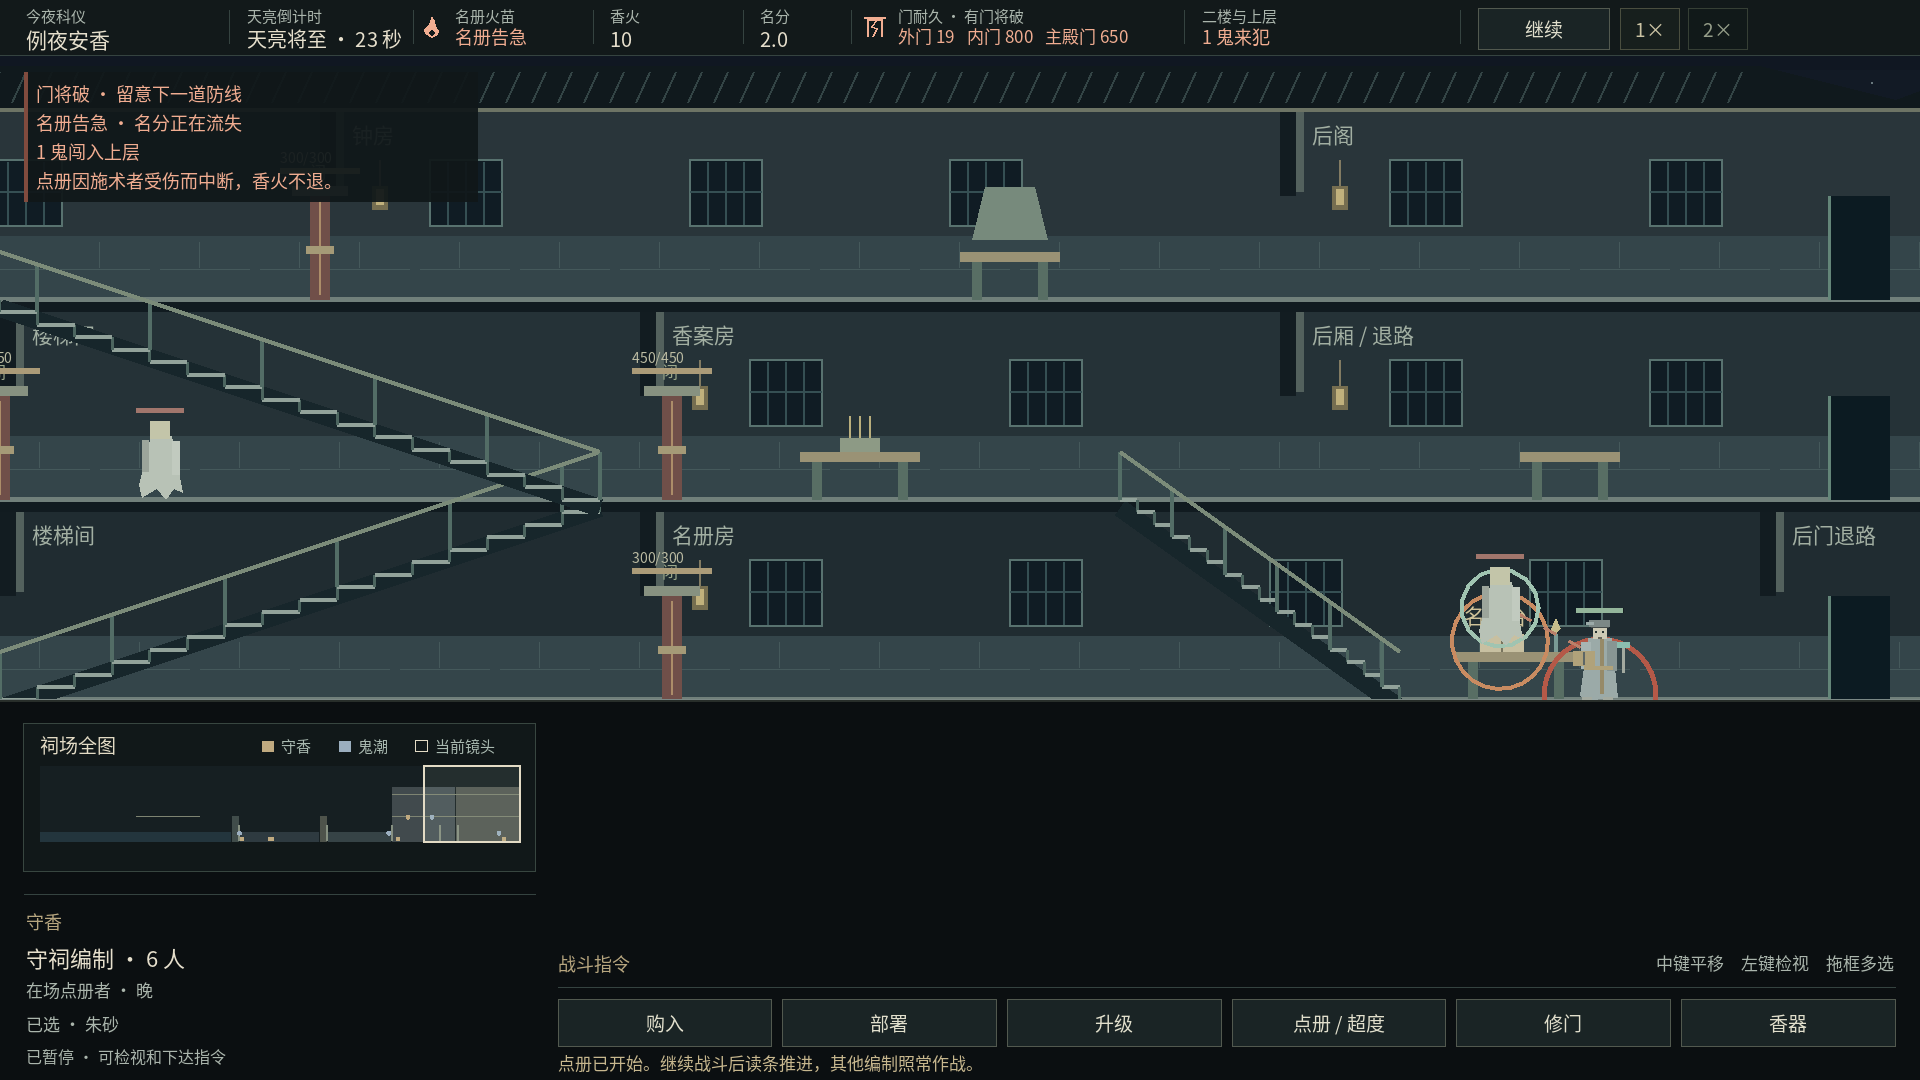 今夜科仪
例夜安香
天亮倒计时
天亮将至 · 23 秒
名册火苗
名册告急
香火
10
名分
2.0
门耐久 · 有门将破
外门 19 内门 800 主殿门 650
二楼与上层
1 鬼来犯
继续
1×
2×
门将破 · 留意下一道防线
名册告急 · 名分正在流失
1 鬼闯入上层
点册因施术者受伤而中断，香火不退。
钟房
300/300
后阁
香案房
450/450
闭
后厢 / 退路
楼梯间
名册房
300/300
闭
后门退路
祠场全图
守香
鬼潮
当前镜头
守香
守祠编制 · 6 人
在场点册者 · 晚
已选 · 朱砂
已暂停 · 可检视和下达指令
战斗指令
中键平移 左键检视 拖框多选
购入
部署
升级
点册 / 超度
修门
香器
点册已开始。继续战斗后读条推进，其他编制照常作战。